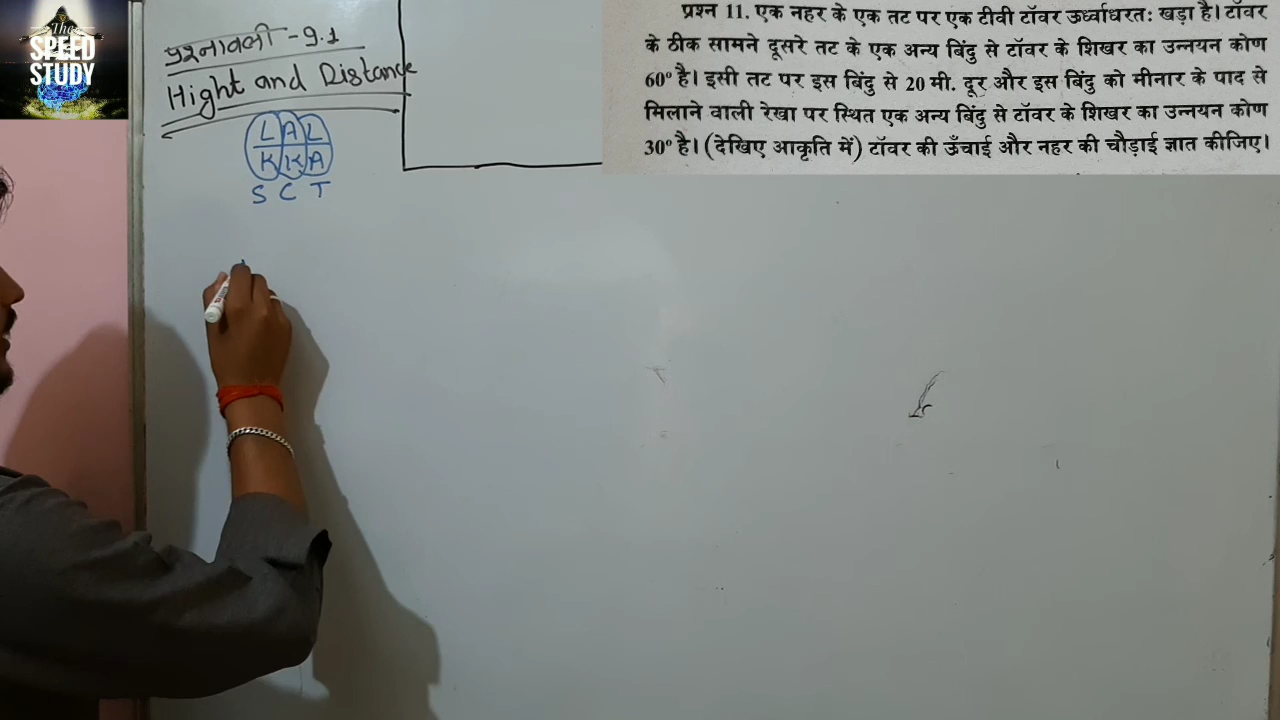 The
SPEED
STUDY
प्रश्नावली - 9.1
Hight and Distance
L A L
K K A
S C T
प्रश्न 11. एक नहर के एक तट पर एक टीवी टॉवर ऊर्ध्वाधरतः खड़ा है। टॉवर
के ठीक सामने दूसरे तट के एक अन्य बिंदु से टॉवर के शिखर का उन्नयन कोण
60° है। इसी तट पर इस बिंदु से 20 मी. दूर और इस बिंदु को मीनार के पाद से
मिलाने वाली रेखा पर स्थित एक अन्य बिंदु से टॉवर के शिखर का उन्नयन कोण
30° है। (देखिए आकृति में) टॉवर की ऊँचाई और नहर की चौड़ाई ज्ञात कीजिए।